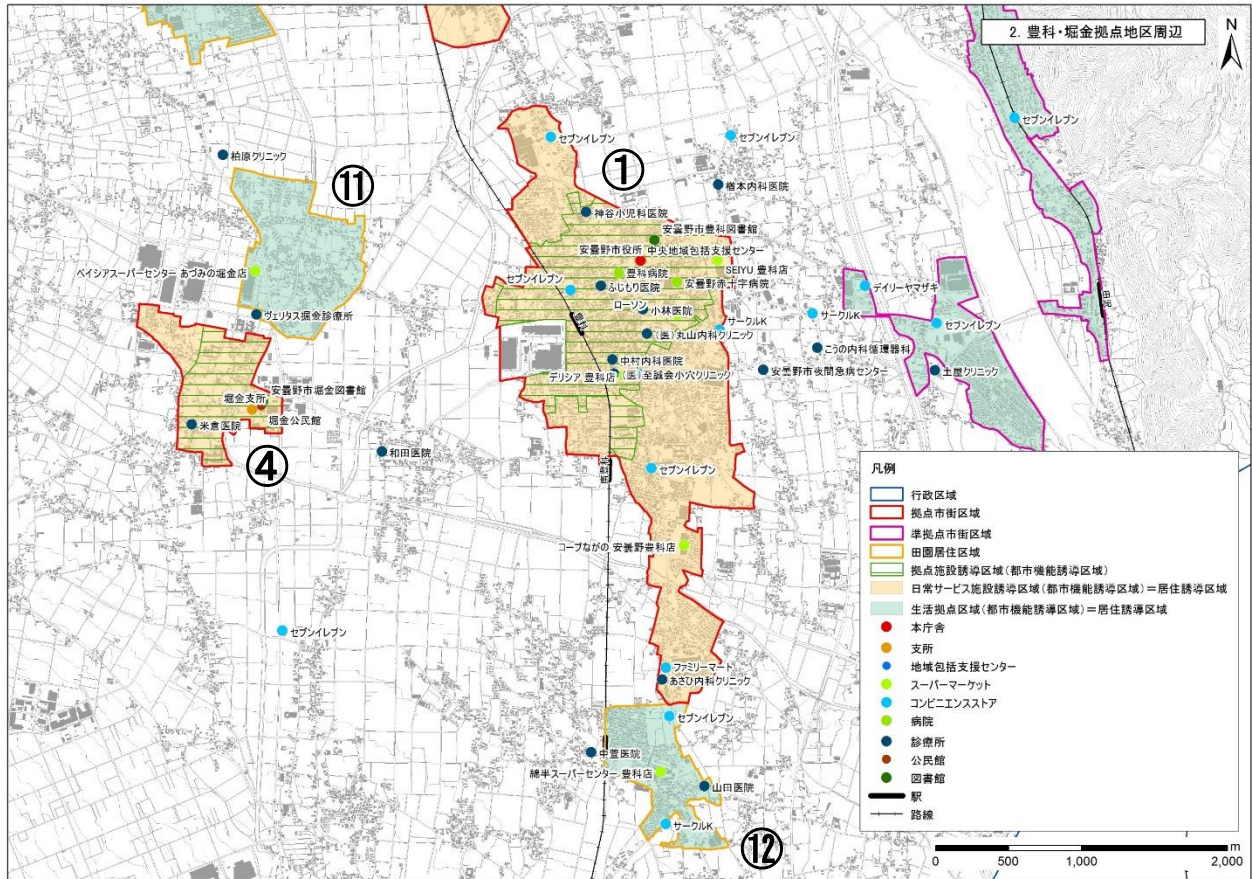 2. 豊科・堀金拠点地区周辺
N
セブンイレブン
セブンイレブン
セブンイレブン
柏原クリニック
⑪
①
楢本内科医院
神谷小児科医院
安曇野市豊科図書館
安曇野市役所
中央地域包括支援センター
ベイシアスーパーセンター あづみの堀金店
豊科病院
SEIYU 豊科店
安曇野赤十字病院
セブンイレブン
ふじもり医院
デイリーヤマザキ
ローソン
小林医院
ヴェリタス堀金診療所
豊科
サークルK
サークルK
セブンイレブン
田沢
(医)丸山内科クリニック
こうの内科循環器科
中村内科医院
デリシア 豊科店
(医)至誠会小穴クリニック
安曇野市夜間急病センター
土屋クリニック
安曇野市堀金図書館
堀金支所
堀金公民館
米倉医院
④
和田医院
南豊科
セブンイレブン
コープながの 安曇野豊科店
セブンイレブン
ファミリーマート
あさひ内科クリニック
セブンイレブン
中萱医院
綿半スーパーセンター 豊科店
山田医院
サークルK
⑫
凡例
行政区域
拠点市街区域
準拠点市街区域
田園居住区域
拠点施設誘導区域(都市機能誘導区域)
日常サービス施設誘導区域(都市機能誘導区域)=居住誘導区域
生活拠点区域(都市機能誘導区域)=居住誘導区域
本庁舎
支所
地域包括支援センター
スーパーマーケット
コンビニエンスストア
病院
診療所
公民館
図書館
駅
路線
0 500 1,000 2,000 m